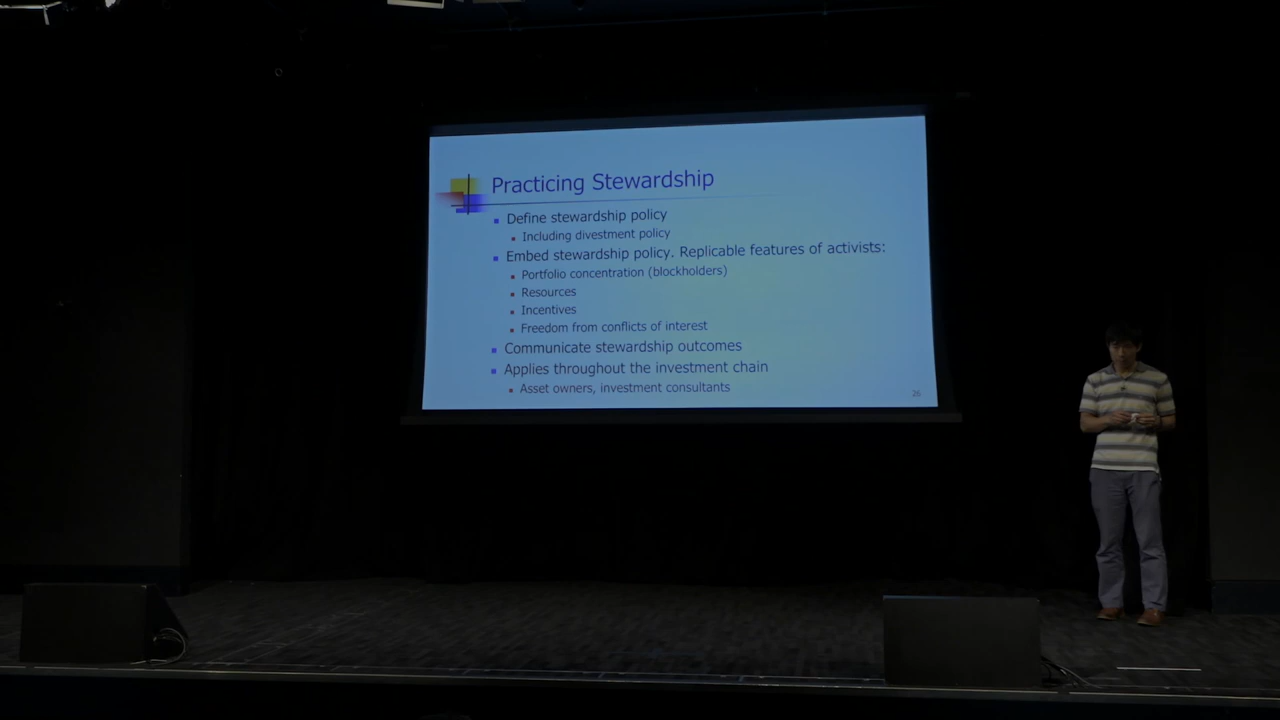 Practicing Stewardship
Define stewardship policy
Including divestment policy
Embed stewardship policy. Replicable features of activists:
Portfolio concentration (blockholders)
Resources
Incentives
Freedom from conflicts of interest
Communicate stewardship outcomes
Applies throughout the investment chain
Asset owners, investment consultants
26